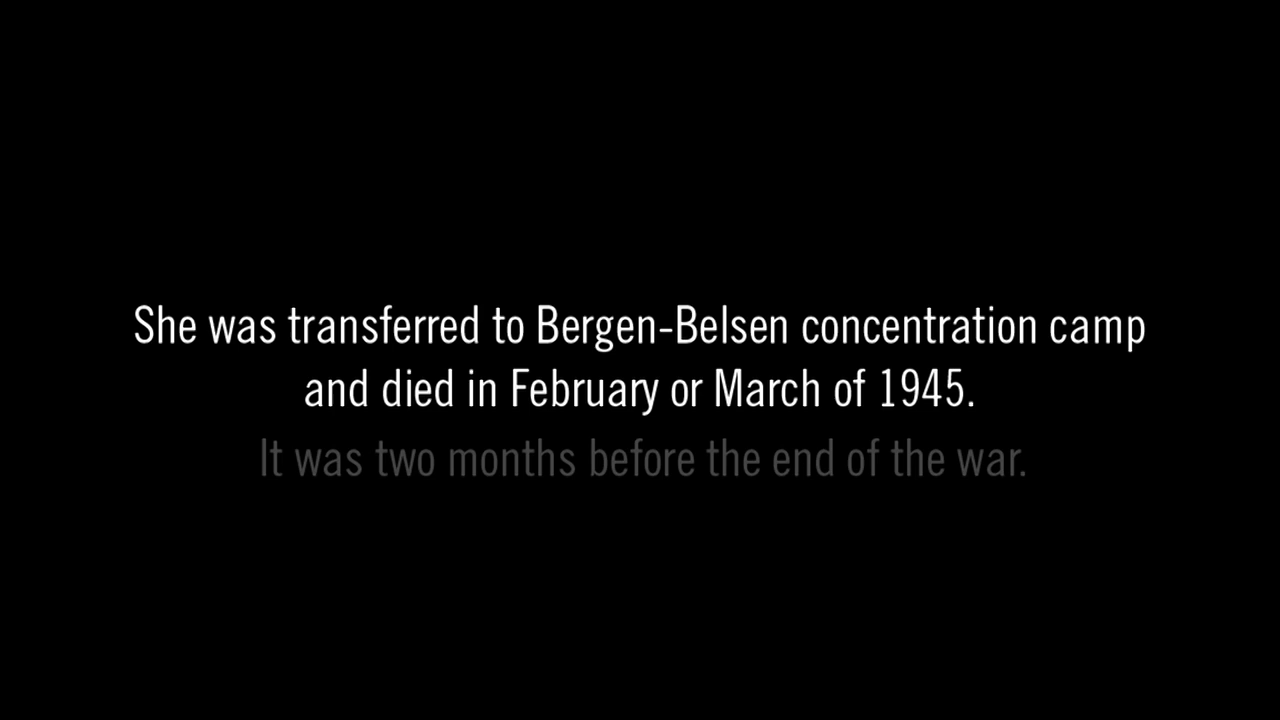 She was transferred to Bergen-Belsen concentration camp
and died in February or March of 1945.
It was two months before the end of the war.